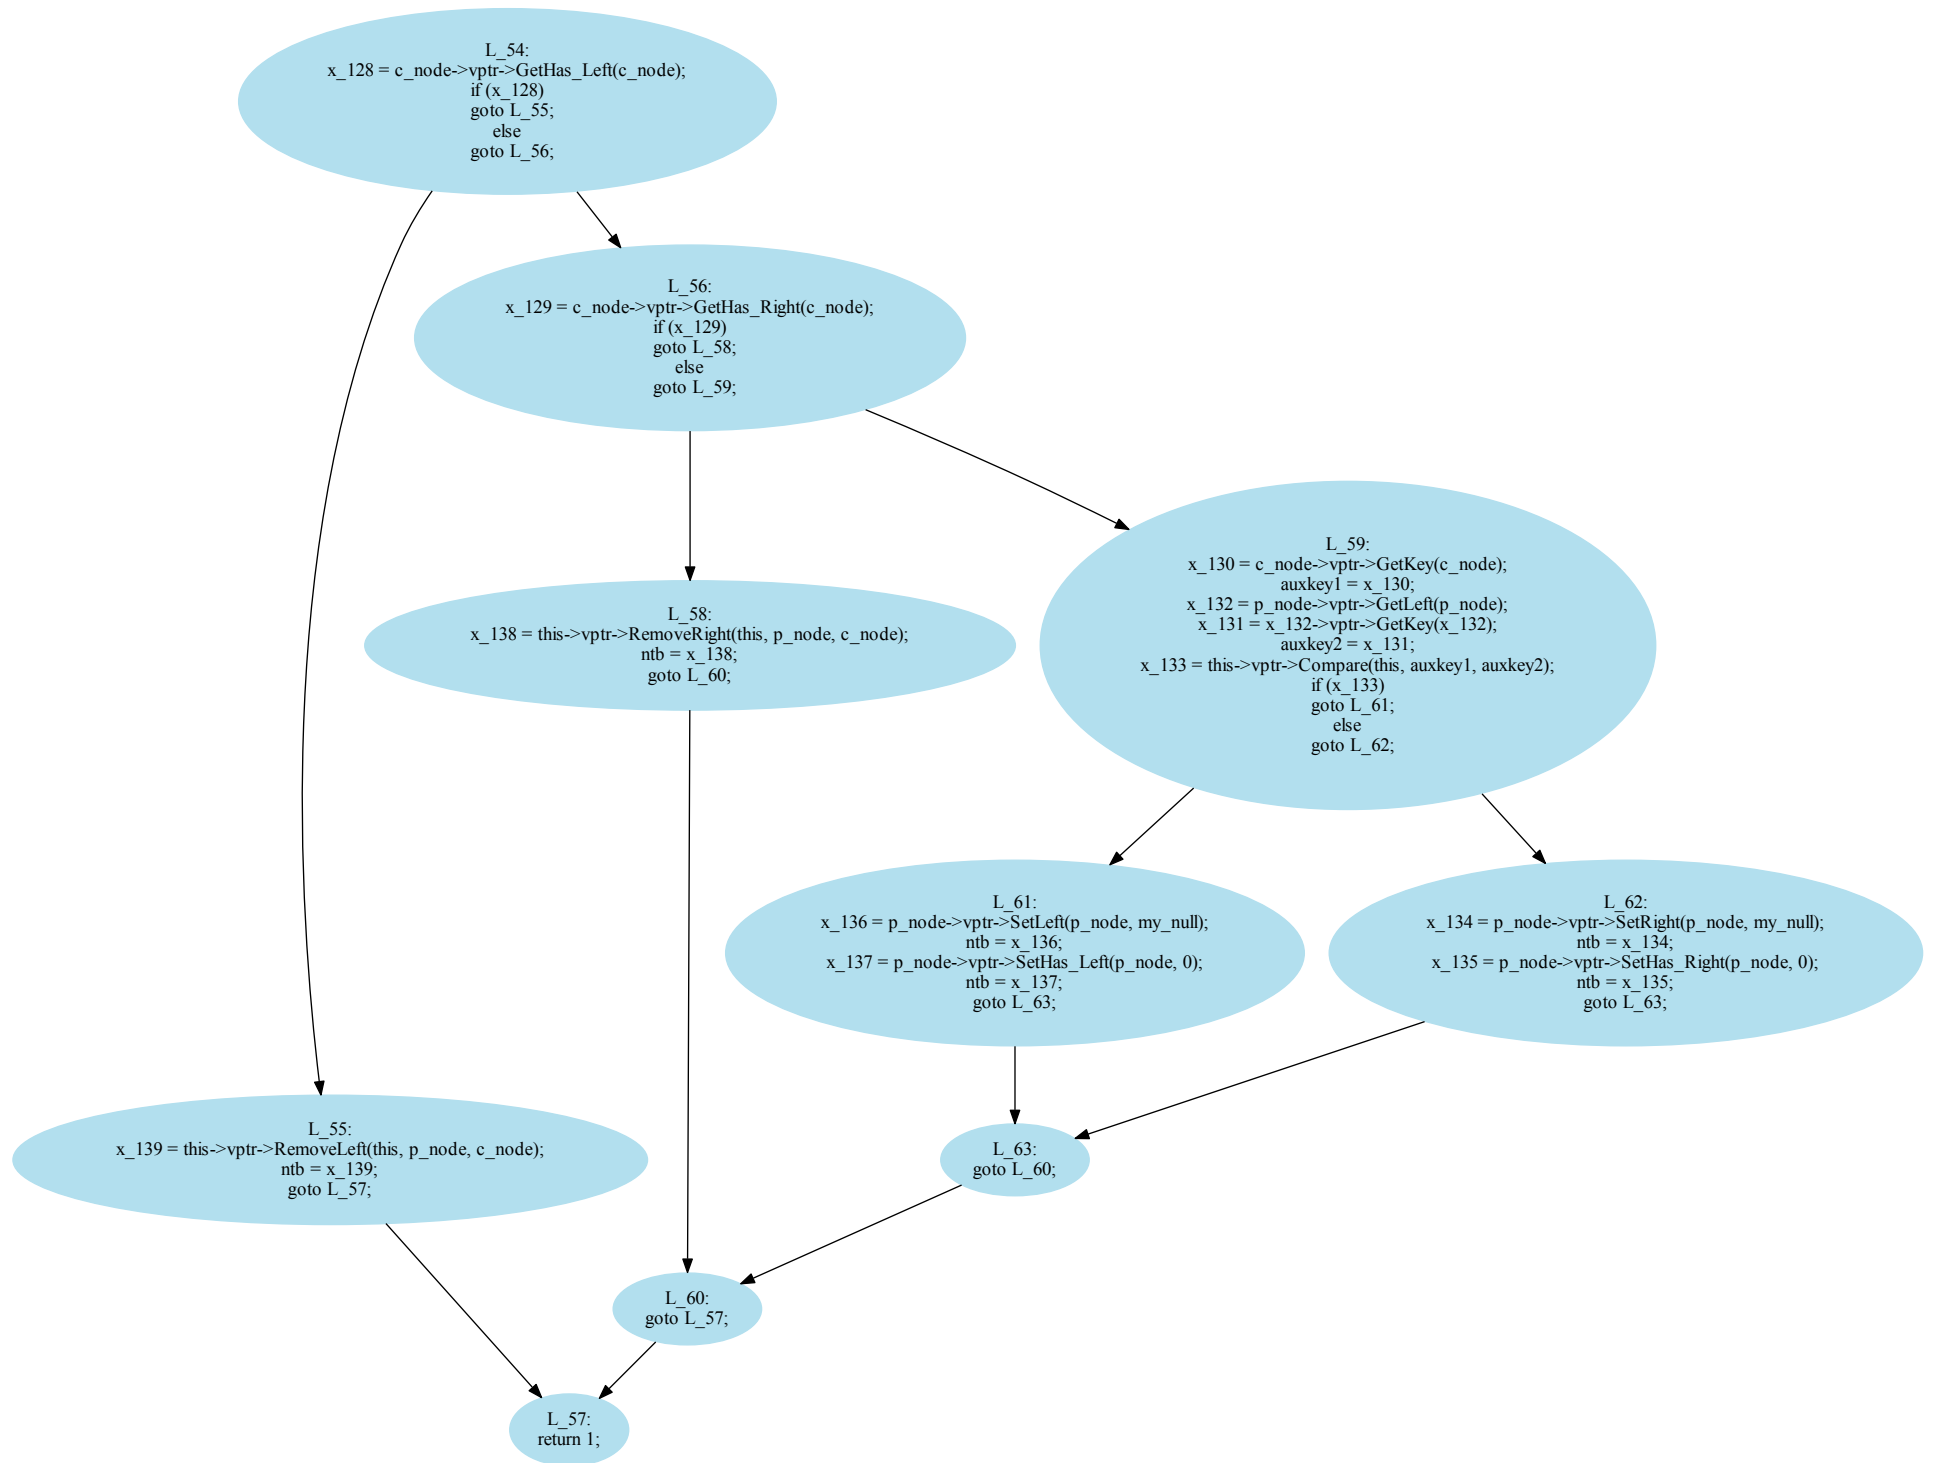 L_54:
x_128 = c_node->vptr->GetHas_Left(c_node);
if (x_128)
goto L_55;
else
goto L_56;
L_56:
x_129 = c_node->vptr->GetHas_Right(c_node);
if (x_129)
goto L_58;
else
goto L_59;
L_59:
x_130 = c_node->vptr->GetKey(c_node);
auxkey1 = x_130;
x_132 = p_node->vptr->GetLeft(p_node);
x_131 = x_132->vptr->GetKey(x_132);
auxkey2 = x_131;
x_133 = this->vptr->Compare(this, auxkey1, auxkey2);
if (x_133)
goto L_61;
else
goto L_62;
L_58:
x_138 = this->vptr->RemoveRight(this, p_node, c_node);
ntb = x_138;
goto L_60;
L_61:
x_136 = p_node->vptr->SetLeft(p_node, my_null);
ntb = x_136;
x_137 = p_node->vptr->SetHas_Left(p_node, 0);
ntb = x_137;
goto L_63;
L_62:
x_134 = p_node->vptr->SetRight(p_node, my_null);
ntb = x_134;
x_135 = p_node->vptr->SetHas_Right(p_node, 0);
ntb = x_135;
goto L_63;
L_55:
x_139 = this->vptr->RemoveLeft(this, p_node, c_node);
ntb = x_139;
goto L_57;
L_63:
goto L_60;
L_60:
goto L_57;
L_57:
return 1;